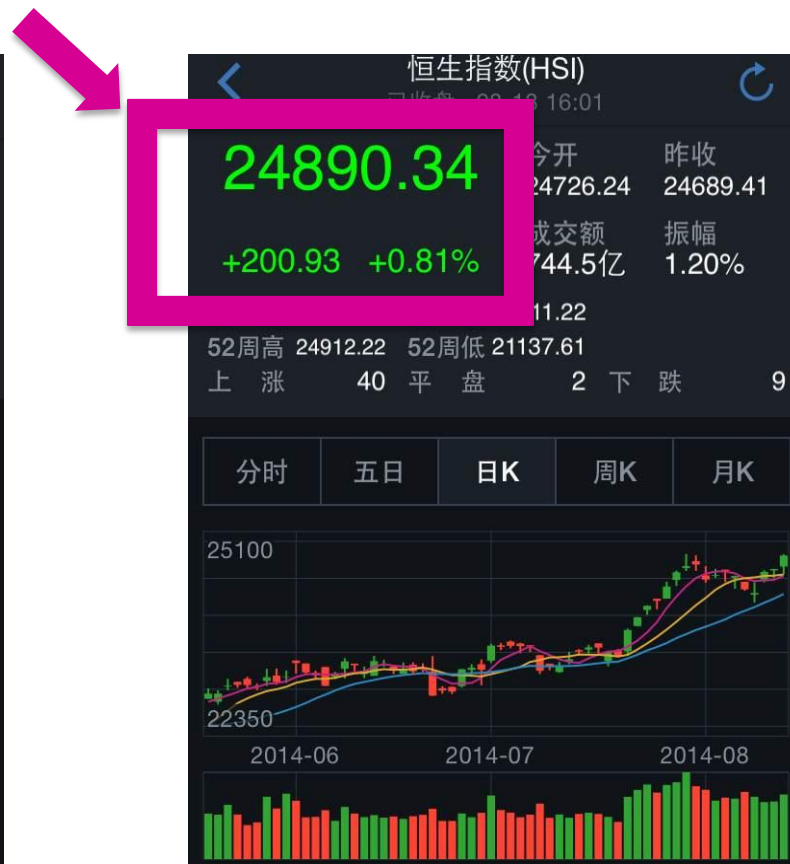 恒生指数(HSI)
16:01
24890.34
今开
昨收
24726.24
24689.41
+200.93 +0.81%
成交额
振幅
744.5亿
1.20%
11.22
52周高 24912.22 52周低 21137.61
上涨 40 平盘 2 下跌 9
分时 五日 日K 周K 月K
25100
22350
2014-06 2014-07 2014-08